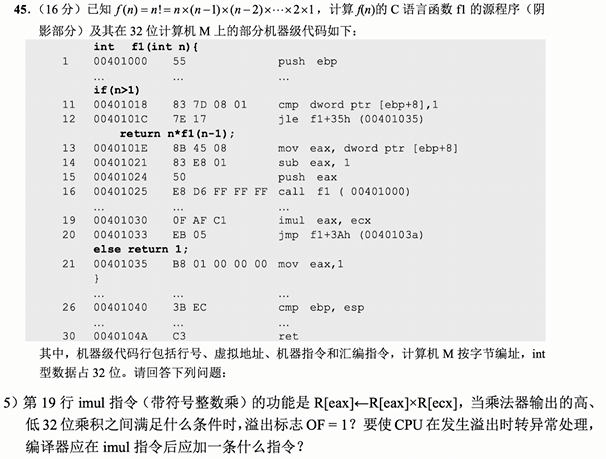 45.（16 分）已知 f(n)=n!=n×(n−1)×(n−2)×⋯×2×1，计算 f(n)的 C 语言函数 f1 的源程序（阴
影部分）及其在 32 位计算机 M 上的部分机器级代码如下：
int f1(int n){
1 00401000 55 push ebp
… … …
if(n>1)
11 00401018 83 7D 08 01 cmp dword ptr [ebp+8],1
12 0040101C 7E 17 jle f1+35h (00401035)
return n*f1(n-1);
13 0040101E 8B 45 08 mov eax, dword ptr [ebp+8]
14 00401021 83 E8 01 sub eax, 1
15 00401024 50 push eax
16 00401025 E8 D6 FF FF FF call f1 ( 00401000)
… … …
19 00401030 0F AF C1 imul eax, ecx
20 00401033 EB 05 jmp f1+3Ah (0040103a)
else return 1;
21 00401035 B8 01 00 00 00 mov eax,1
}
… … …
26 00401040 3B EC cmp ebp, esp
… … …
30 0040104A C3 ret
其中，机器级代码行包括行号、虚拟地址、机器指令和汇编指令，计算机 M 按字节编址，int
型数据占 32 位。请回答下列问题：
5）第 19 行 imul 指令（带符号整数乘）的功能是 R[eax]←R[eax]×R[ecx]，当乘法器输出的高、
低 32 位乘积之间满足什么条件时，溢出标志 OF = 1？要使 CPU 在发生溢出时转异常处理，
编译器应在 imul 指令后应加一条什么指令？